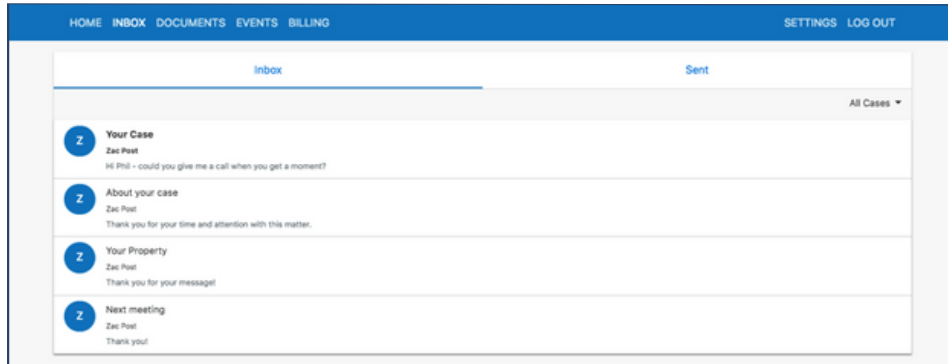 HOME INBOX DOCUMENTS EVENTS BILLING SETTINGS LOG OUT
Inbox Sent
All Cases
Z
Your Case
Zac Post
Hi Phil - could you give me a call when you get a moment?
Z
About your case
Zac Post
Thank you for your time and attention with this matter.
Z
Your Property
Zac Post
Thank you for your message!
Z
Next meeting
Zac Post
Thank you!